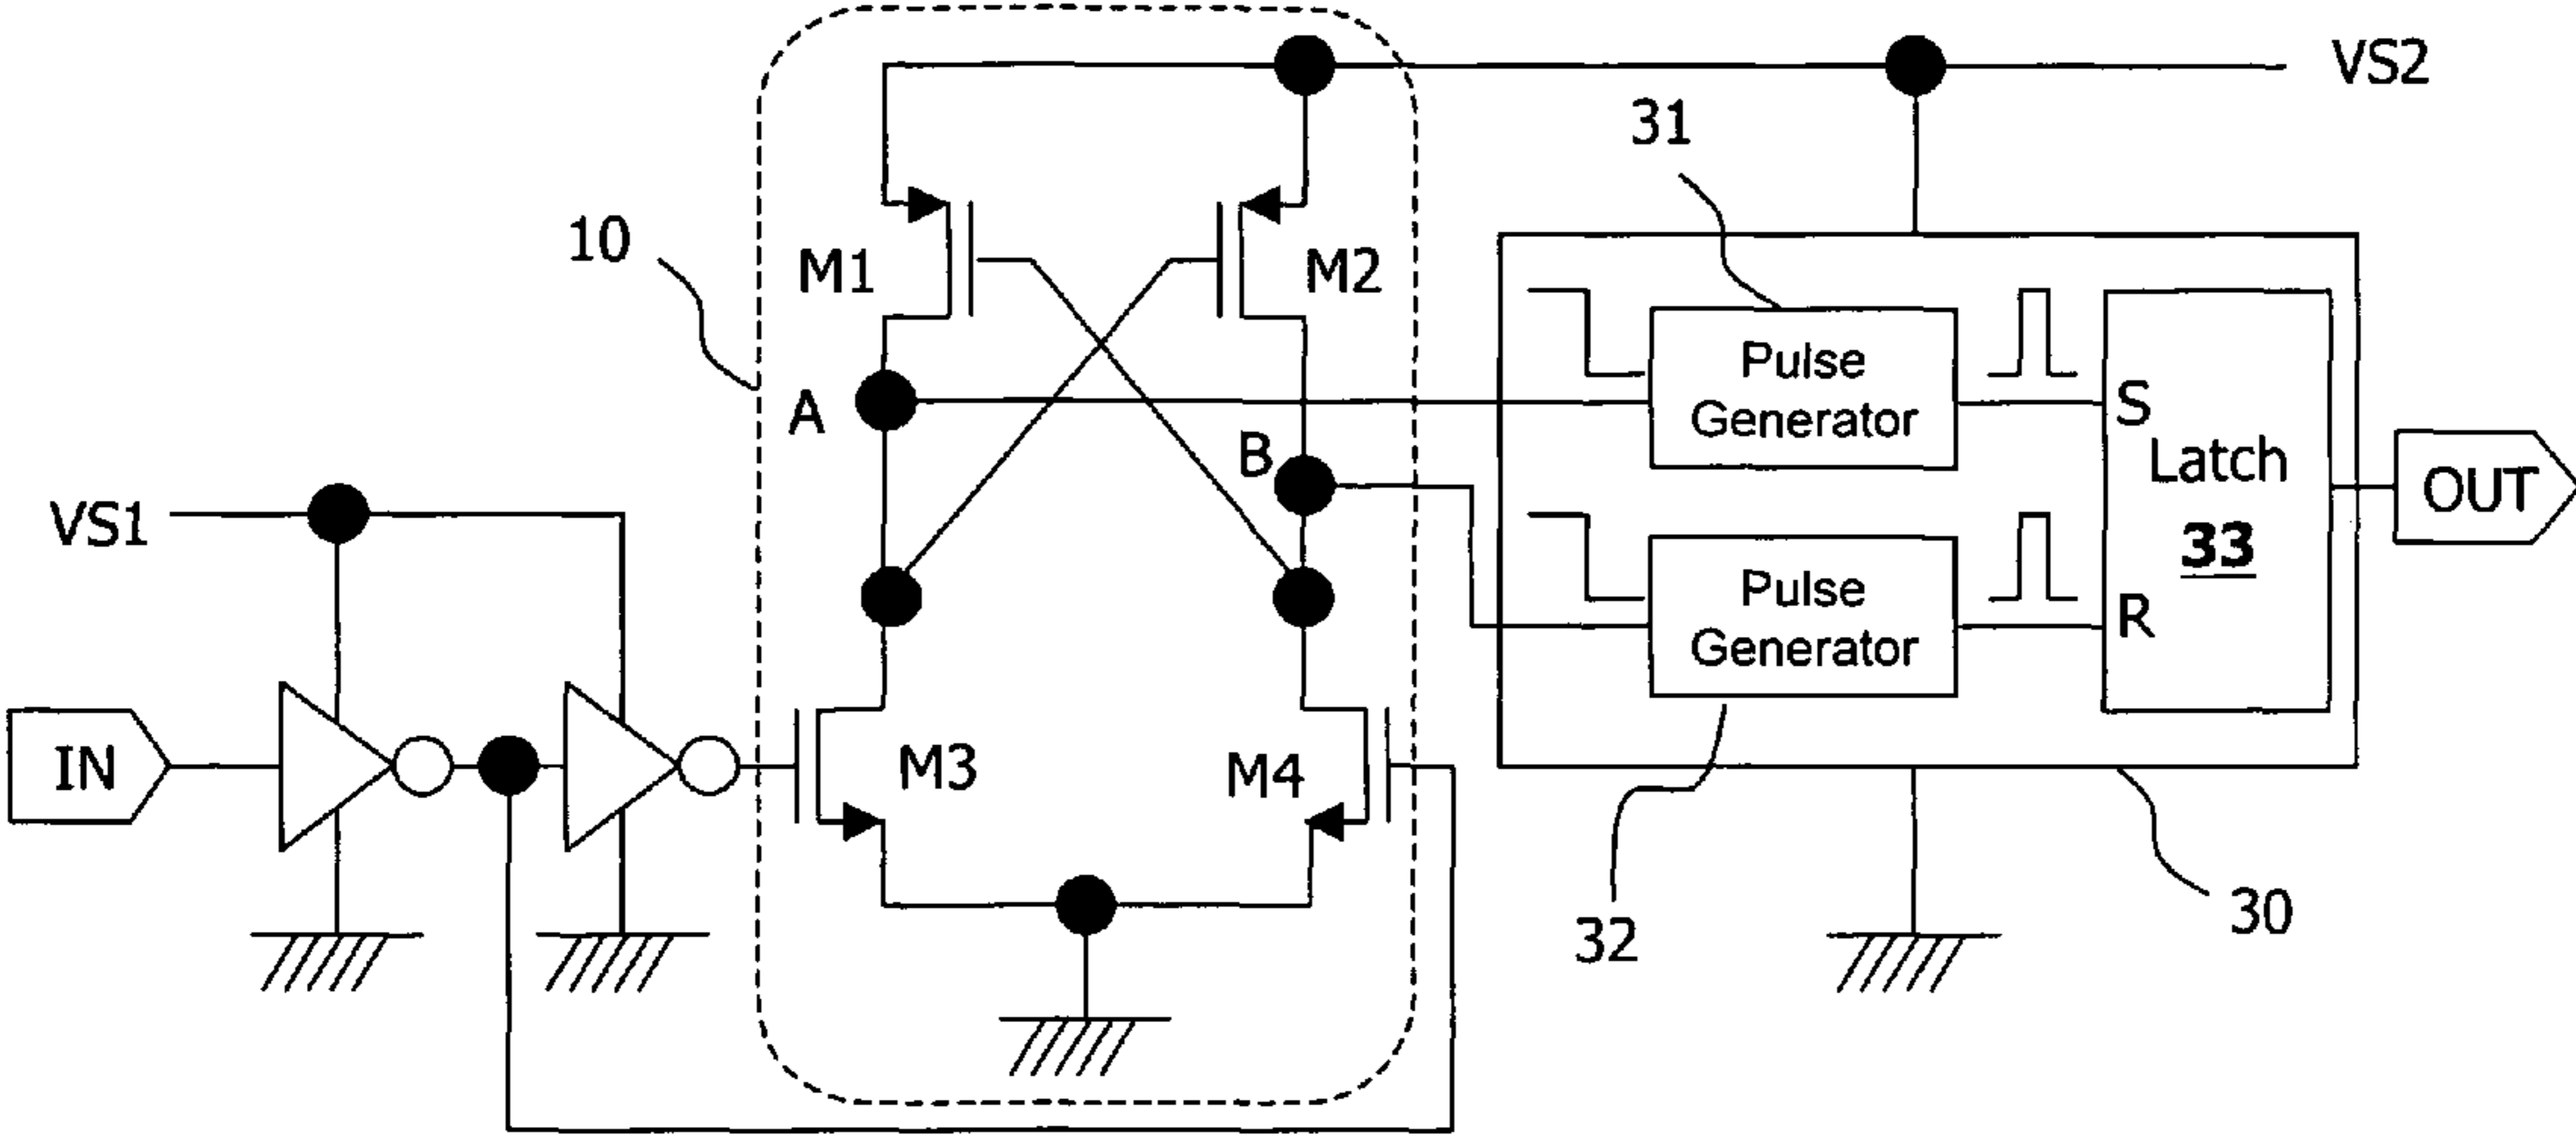 VS2
31
10
M1
M2
Pulse
Generator
A
S
B
Latch
33
OUT
VS1
Pulse
Generator
R
IN
M3
M4
32
30